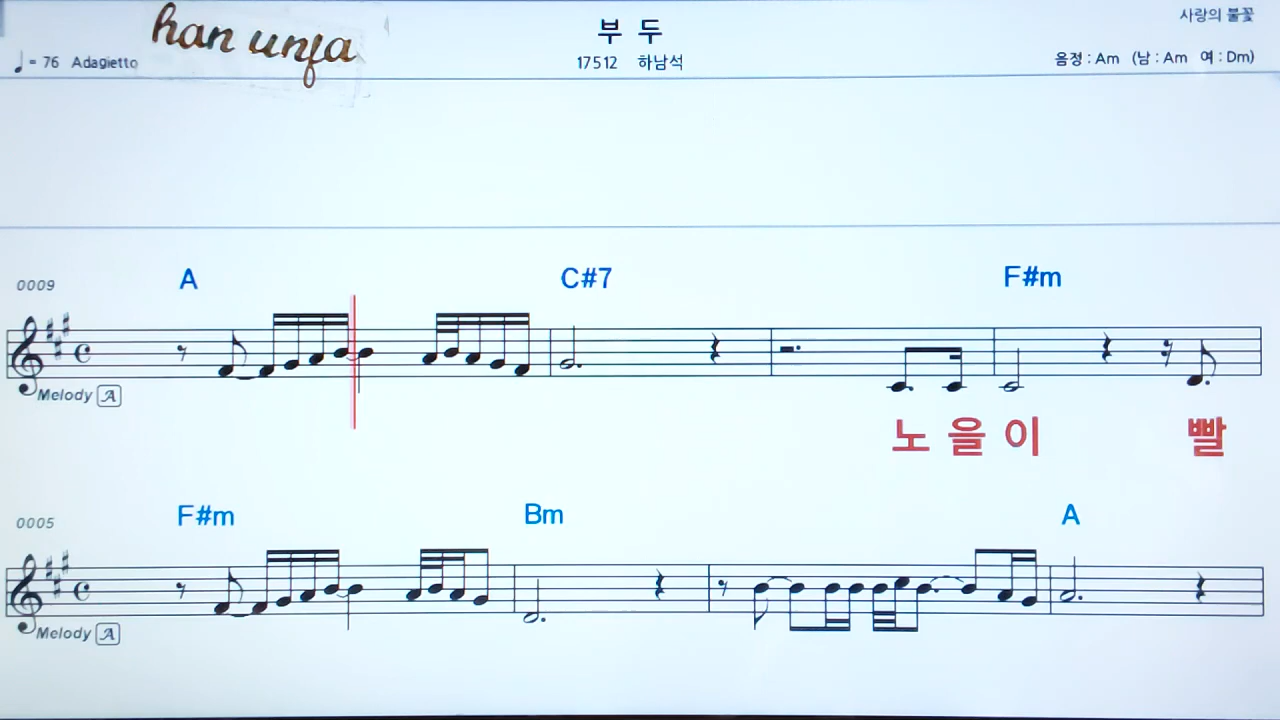 han unja
부 두
사랑의 불꽃
♩ = 76 Adagietto
17512 하남석
음정 : Am (남 : Am 여 : Dm)
0009
A C#7 F#m
Melody A
노 을 이 빨
0005
F#m Bm A
Melody A